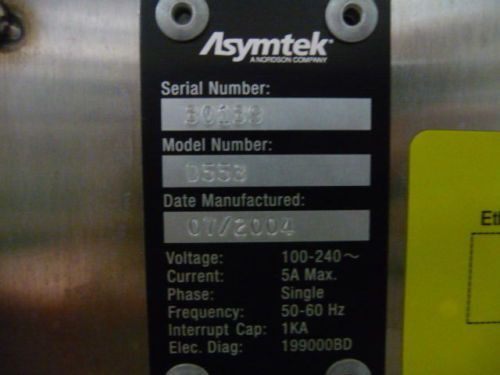 Asymtek
A NORDSON COMPANY
Serial Number:
Model Number:
Date Manufactured:
07/2004
Voltage: 100-240~
Current: 5A Max.
Phase: Single
Frequency: 50-60 Hz
Interrupt Cap: 1KA
Elec. Diag: 199000BD